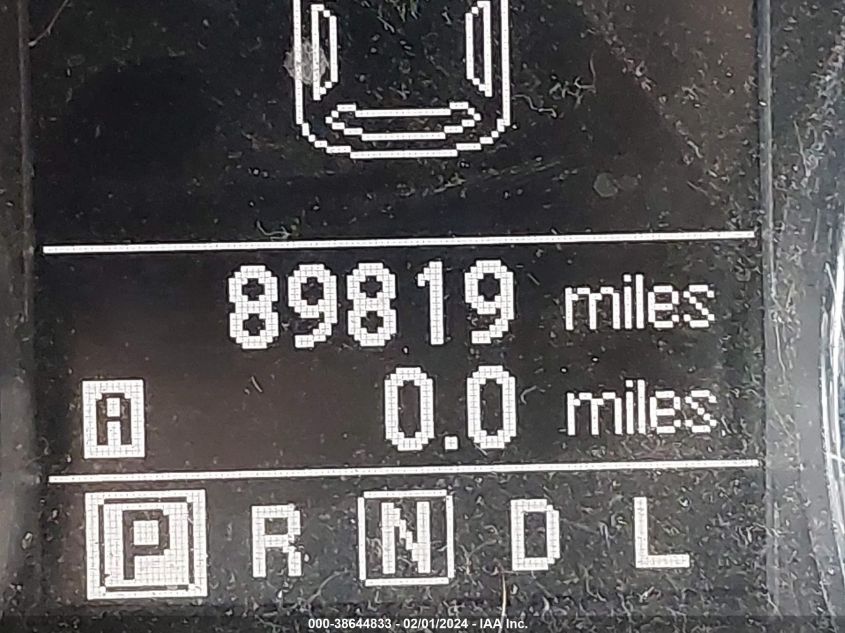 89819 miles
A 0.0 miles
P R N D L
000-38644833 - 02/01/2024 - IAA Inc.